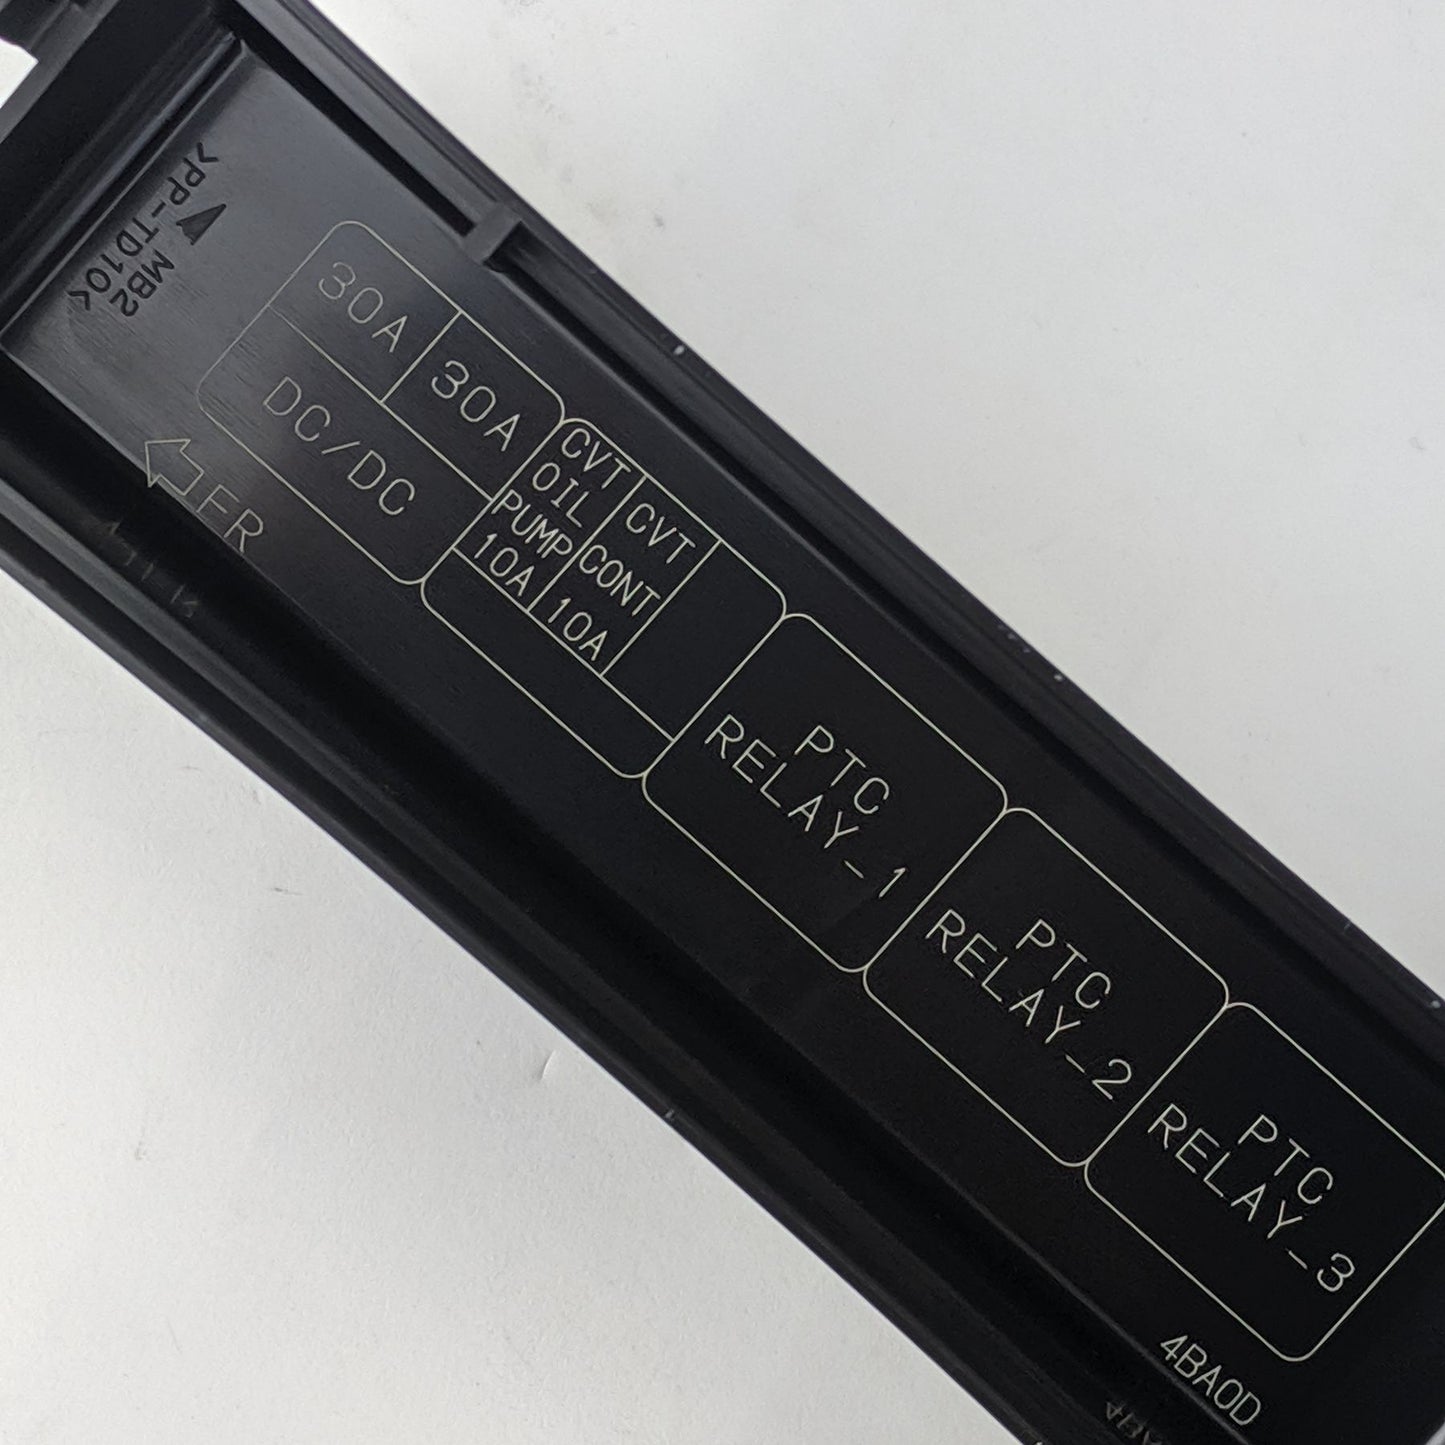 >PP-TD10<
MB2
30A
30A
DC/DC
FR
CVT
OIL
PUMP
10A
CVT
CONT
10A
PTC
RELAY_1
PTC
RELAY_2
PTC
RELAY_3
4BA0D